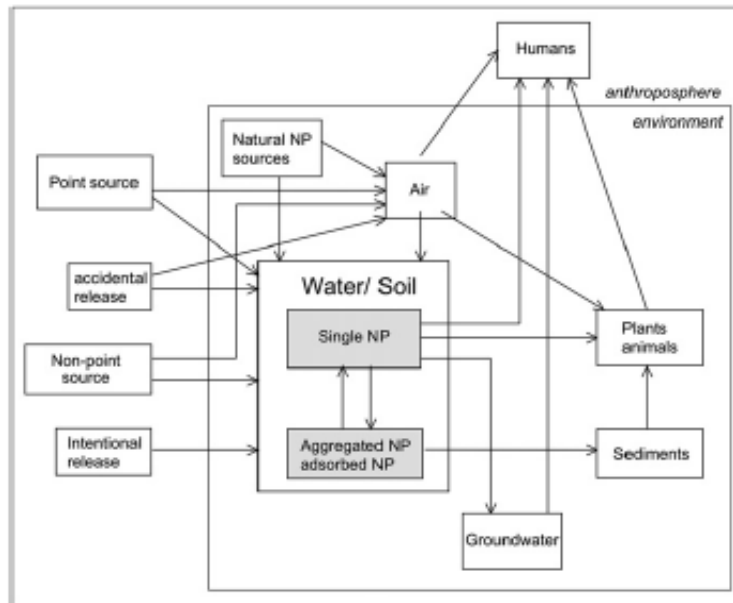 Humans
anthroposphere
environment
Natural NP
sources
Point source
Air
accidental
release
Water/ Soil
Single NP
Plants
animals
Non-point
source
Intentional
release
Aggregated NP
adsorbed NP
Sediments
Groundwater